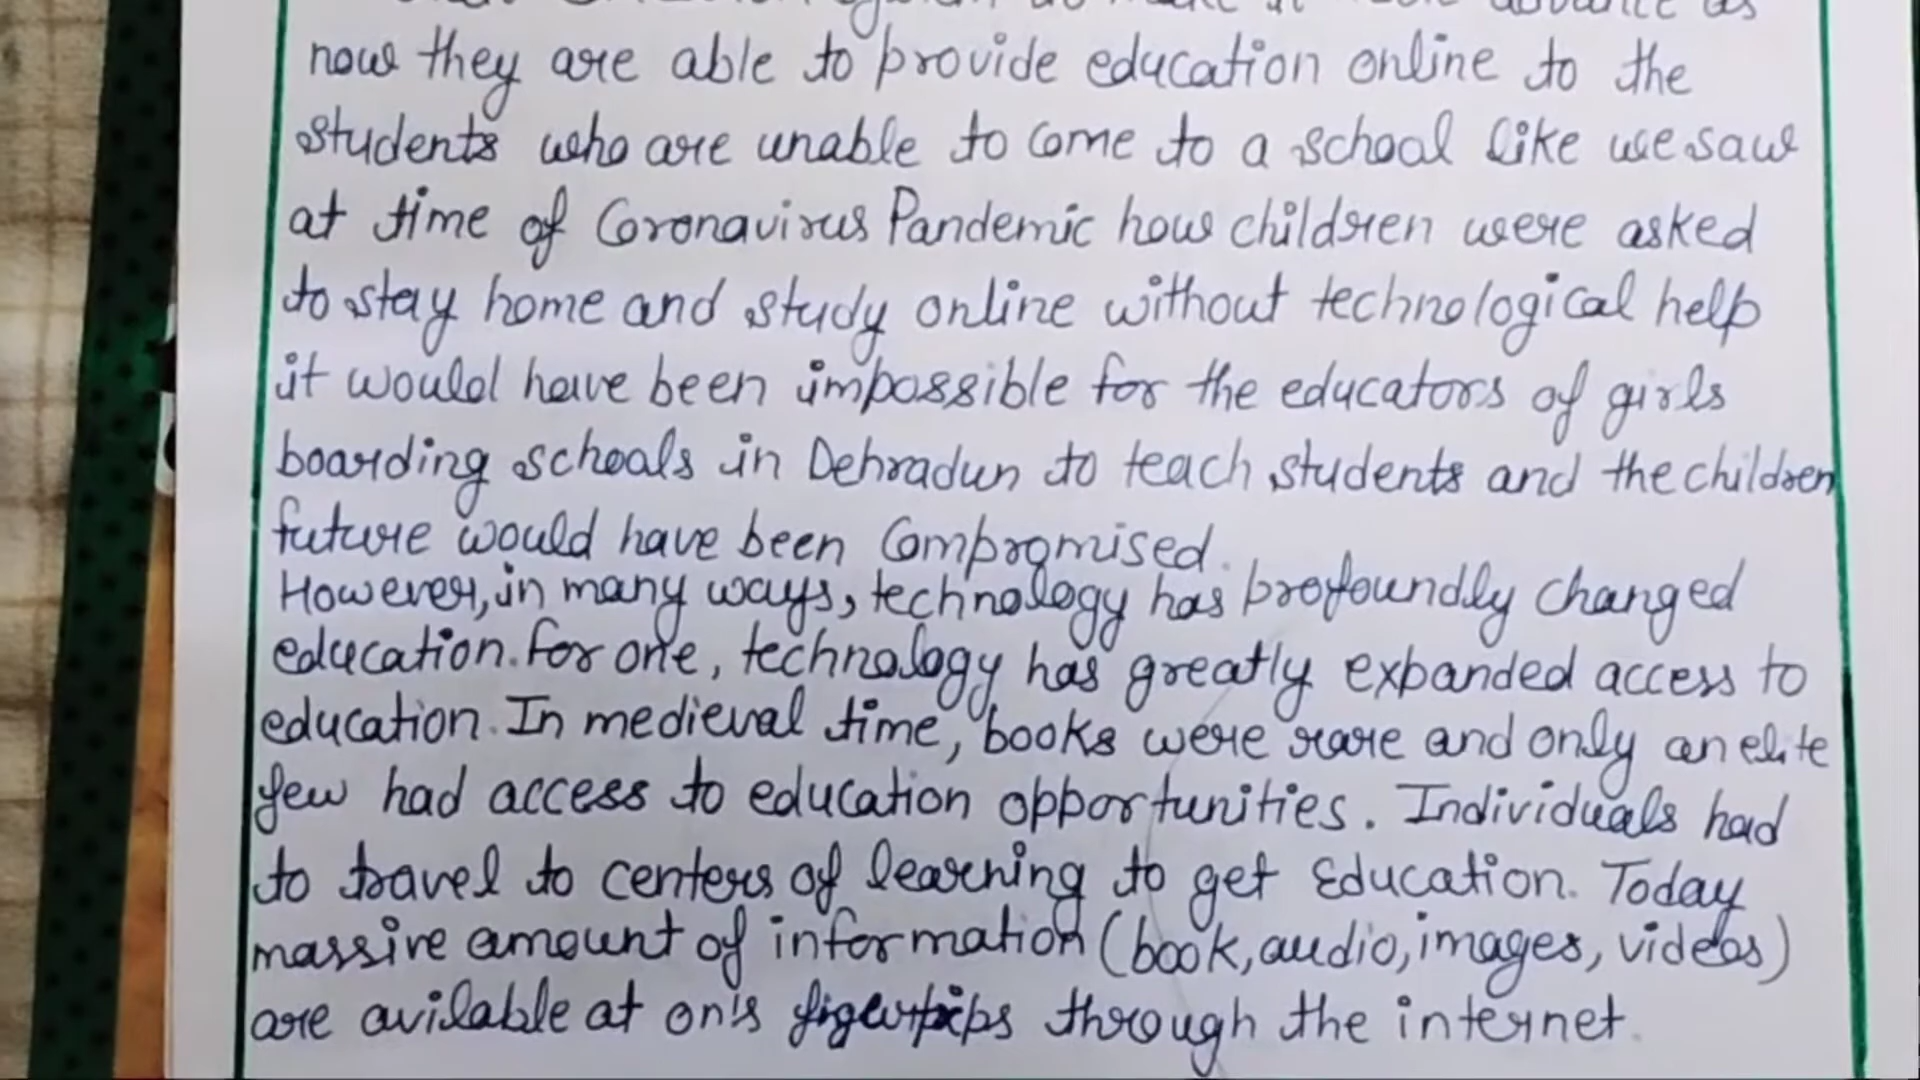 now they are able to provide education online to the
students who are unable to come to a school like we saw
at time of Coronavirus Pandemic how children were asked
to stay home and study online without technological help
it would have been impossible for the educators of girls
boarding schools in Dehradun to teach students and the children
future would have been Compromised.
However, in many ways, technology has profoundly changed
education. For one, technology has greatly expanded access to
education. In medieval time, books were rare and only an elite
few had access to education opportunities. Individuals had
to travel to centers of learning to get Education. Today
massive amount of information (book, audio, images, videos)
are avilable at on's through the internet.